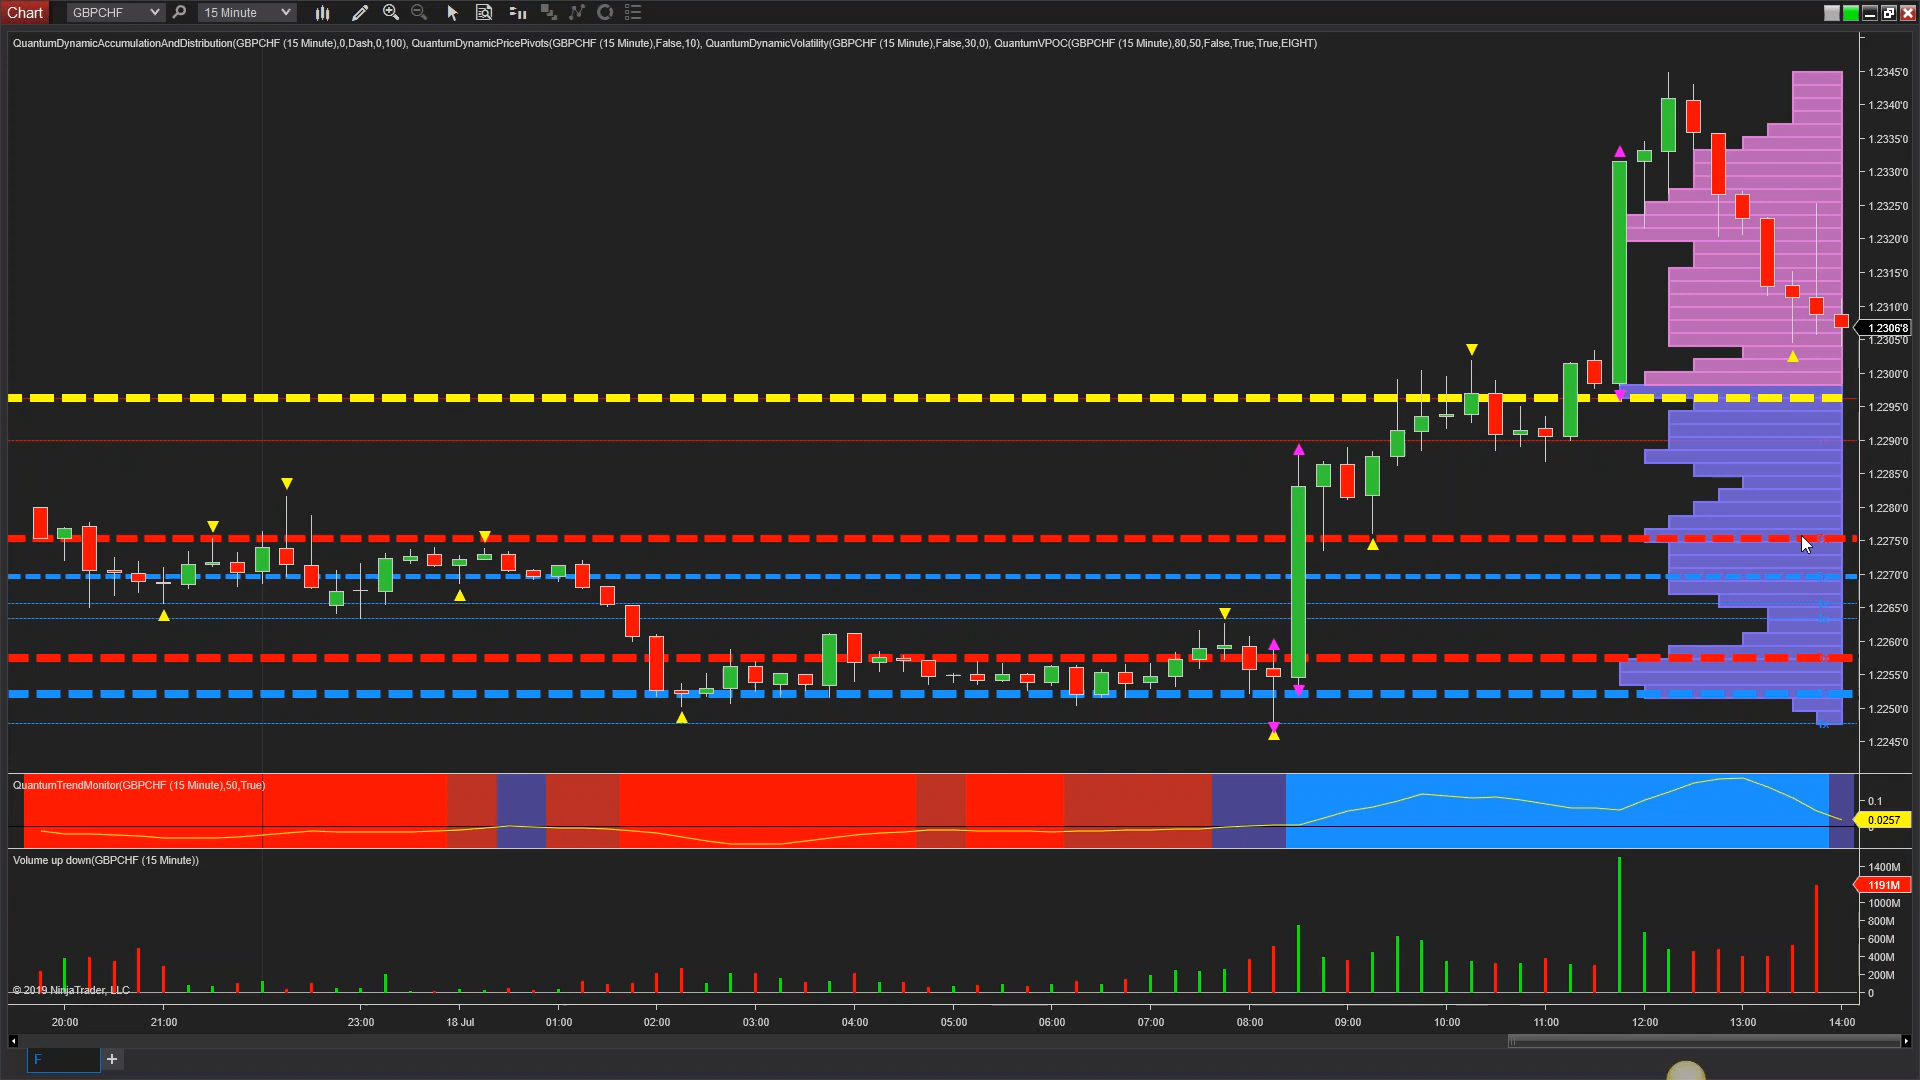 Chart GBPCHF 15 Minute
QuantumDynamicAccumulationAndDistribution(GBPCHF (15 Minute),0,Dash,0,100), QuantumDynamicPricePivots(GBPCHF (15 Minute),False,10), QuantumDynamicVolatility(GBPCHF (15 Minute),False,30,0), QuantumVPOC(GBPCHF (15 Minute),80,50,False,True,True,EIGHT)
1.2345'0
1.2340'0
1.2335'0
1.2330'0
1.2325'0
1.2320'0
1.2315'0
1.2310'0
1.2306'8
1.2305'0
1.2300'0
1.2295'0
1.2290'0
1.2285'0
1.2280'0
1.2275'0
1.2270'0
1.2265'0
1.2260'0
1.2255'0
1.2250'0
1.2245'0
QuantumTrendMonitor(GBPCHF (15 Minute),50,True)
0.1
0.0257
Volume up down(GBPCHF (15 Minute))
1400M
1191M
1000M
800M
600M
400M
200M
0
© 2019 NinjaTrader, LLC
20:00 21:00 23:00 18 Jul 01:00 02:00 03:00 04:00 05:00 06:00 07:00 08:00 09:00 10:00 11:00 12:00 13:00 14:00
F +